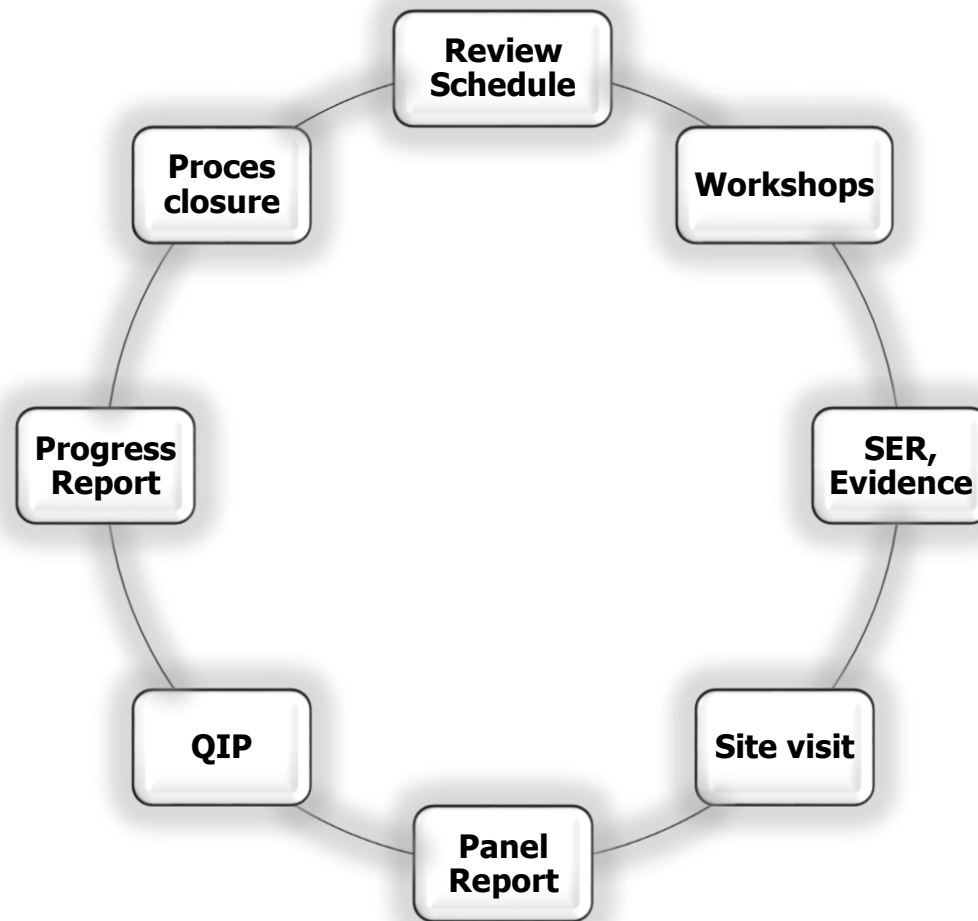 Review
Schedule
Workshops
SER,
Evidence
Site visit
Panel
Report
QIP
Progress
Report
Proces
closure